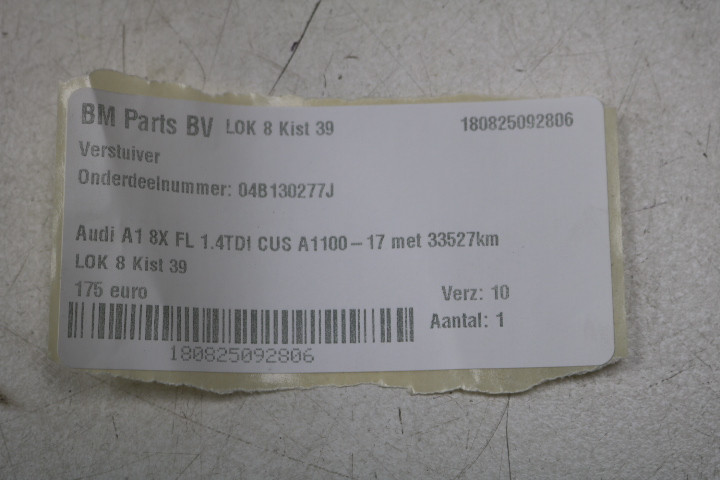 BM Parts BV LOK 8 Kist 39 180825092806
Verstuiver
Onderdeelnummer: 04B130277J
Audi A1 8X FL 1.4TDI CUS A1100-17 met 33527km
LOK 8 Kist 39
175 euro Verz: 10
Aantal: 1
180825092806